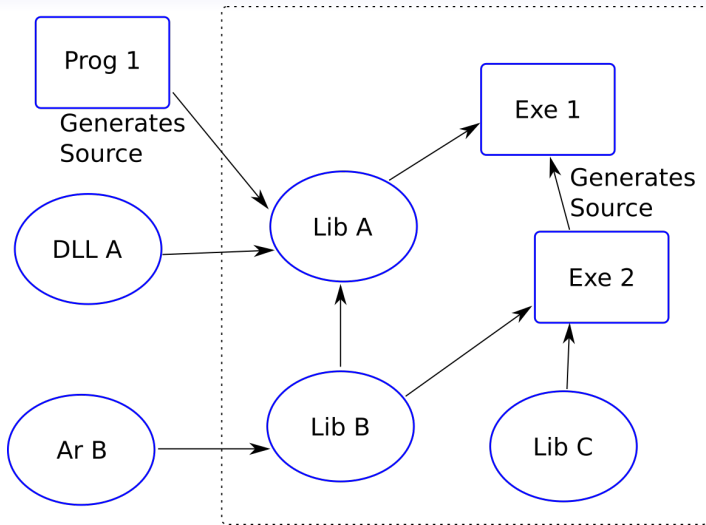 Prog 1
Generates
Source
Exe 1
Generates
Source
Lib A
DLL A
Exe 2
Lib B
Ar B
Lib C